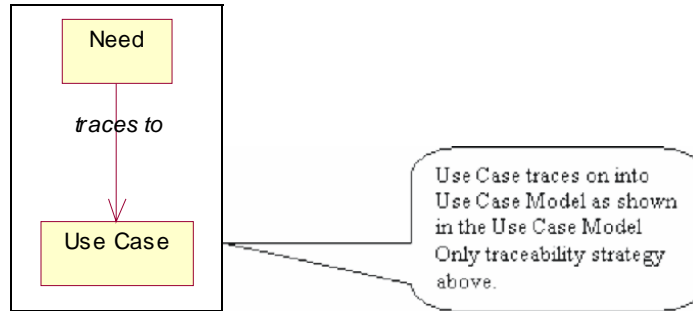 Need
traces to
Use Case
Use Case traces on into
Use Case Model as shown
in the Use Case Model
Only traceability strategy
above.